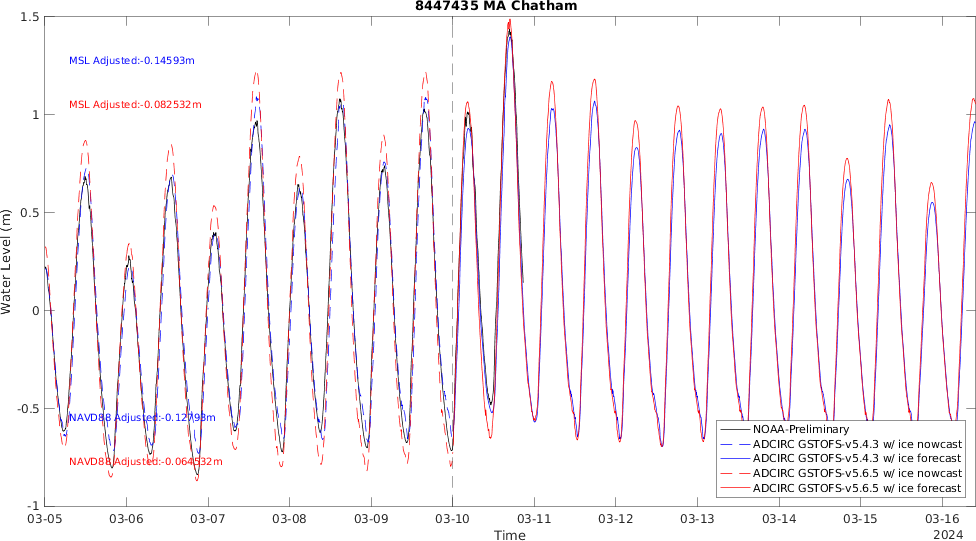 8447435 MA Chatham
1.5
MSL Adjusted:-0.14593m
MSL Adjusted:-0.082532m
1
0.5
Water Level (m)
0
-0.5
NAVD88 Adjusted:-0.12793m
NAVD88 Adjusted:-0.064532m
-1
NOAA-Preliminary
ADCIRC GSTOFS-v5.4.3 w/ ice nowcast
ADCIRC GSTOFS-v5.4.3 w/ ice forecast
ADCIRC GSTOFS-v5.6.5 w/ ice nowcast
ADCIRC GSTOFS-v5.6.5 w/ ice forecast
03-05 03-06 03-07 03-08 03-09 03-10 03-11 03-12 03-13 03-14 03-15 03-16
Time
2024